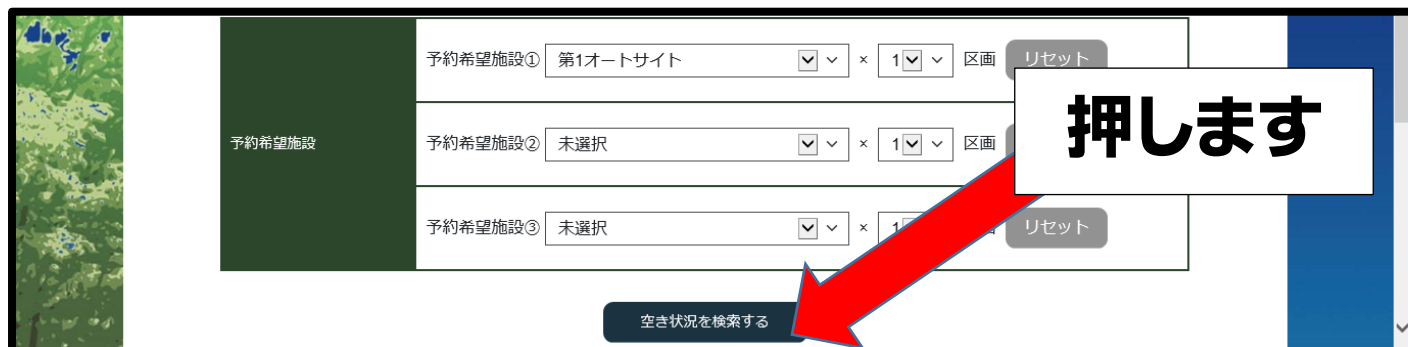 予約希望施設① 第1オートサイト × 1 区画 リセット
押します
予約希望施設
予約希望施設② 未選択 × 1 区画
予約希望施設③ 未選択 × 1 リセット
空き状況を検索する